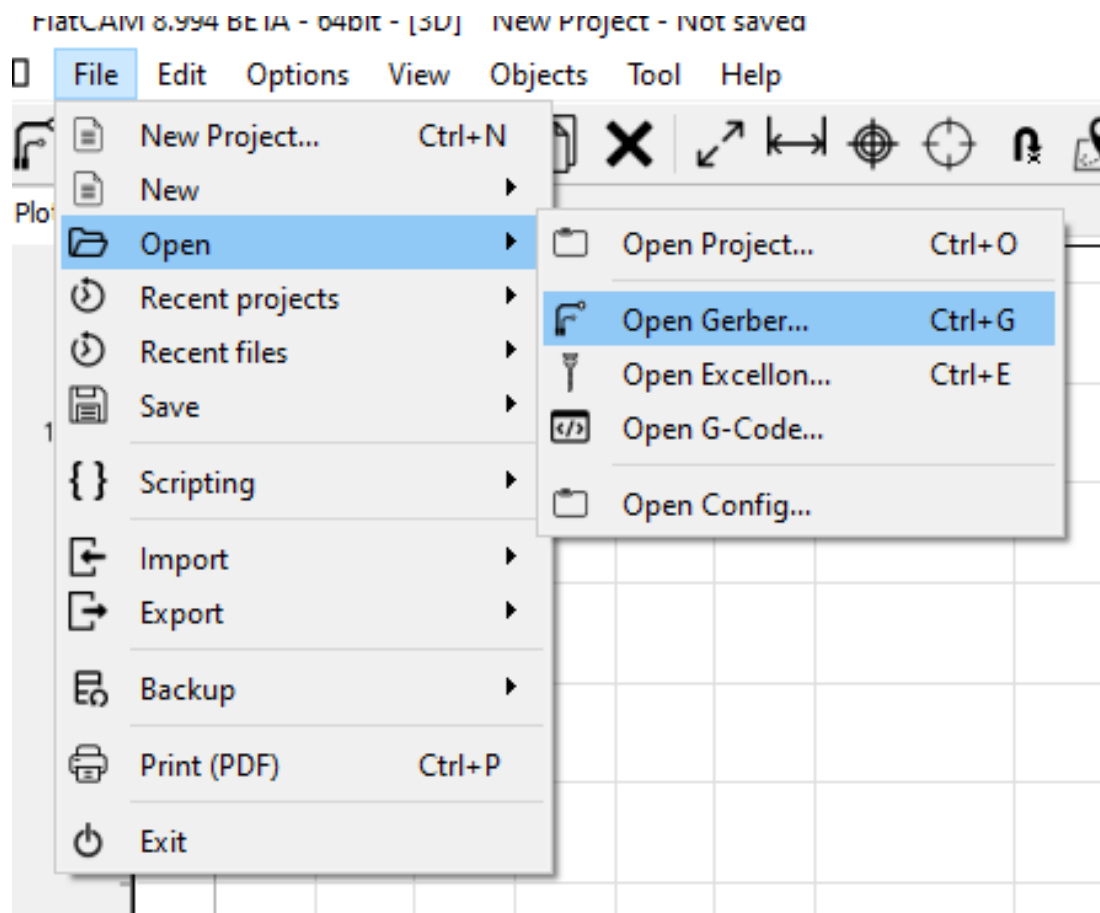 FlatCAM 8.994 BETA - 64bit - [3D] New Project - Not saved
File Edit Options View Objects Tool Help
New Project... Ctrl+N
New
Open
Recent projects
Recent files
Save
Scripting
Import
Export
Backup
Print (PDF) Ctrl+P
Exit
Open Project... Ctrl+O
Open Gerber... Ctrl+G
Open Excellon... Ctrl+E
Open G-Code...
Open Config...